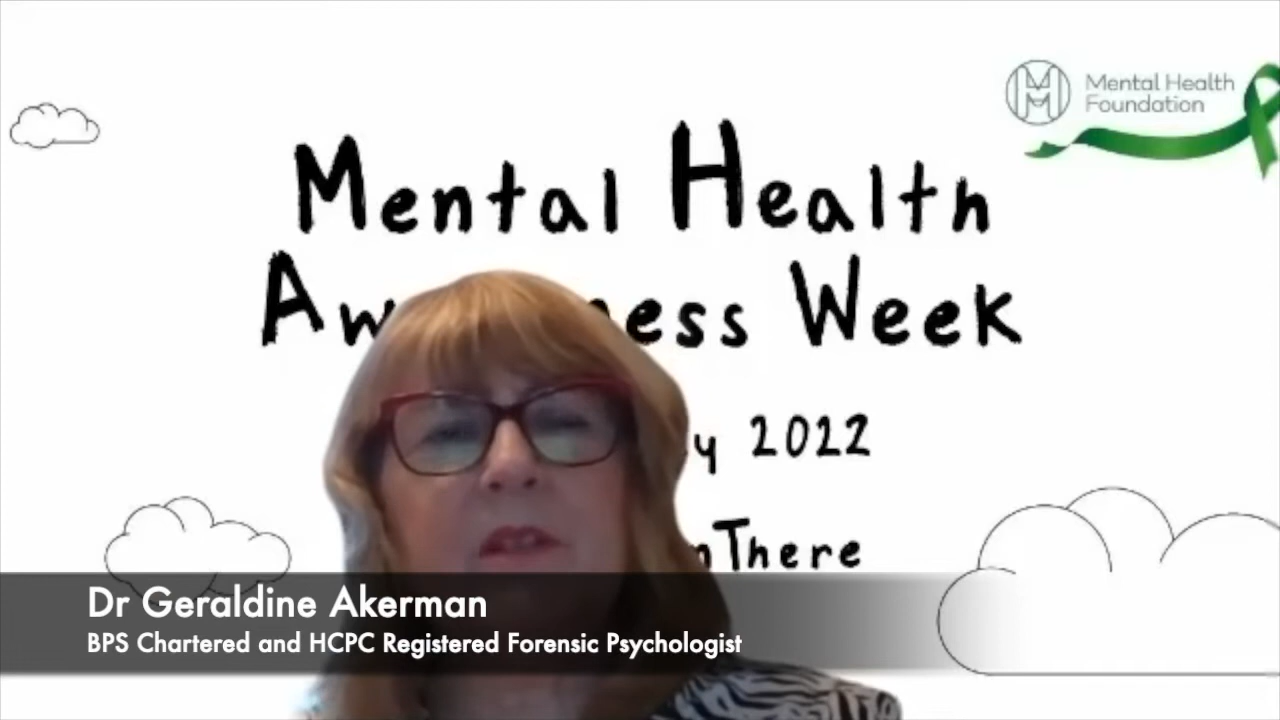 Mental Health
Foundation
Mental Health
ess Week
2022
There
Dr Geraldine Akerman
BPS Chartered and HCPC Registered Forensic Psychologist